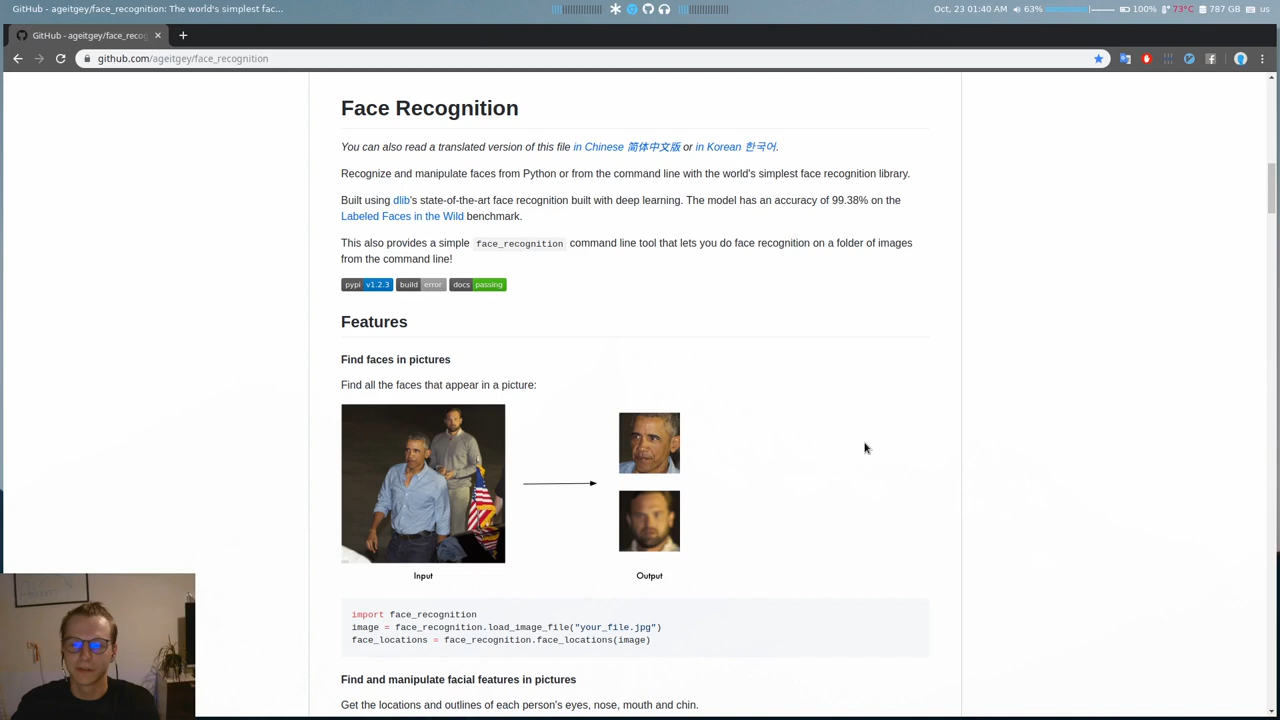 GitHub - ageitgey/face_recognition: The world's simplest fac...
Oct, 23 01:40 AM 63% 100% 73°C 787 GB us
GitHub - ageitgey/face_recog
github.com/ageitgey/face_recognition
Face Recognition
You can also read a translated version of this file in Chinese 简体中文版 or in Korean 한국어.
Recognize and manipulate faces from Python or from the command line with the world's simplest face recognition library.
Built using dlib's state-of-the-art face recognition built with deep learning. The model has an accuracy of 99.38% on the
Labeled Faces in the Wild benchmark.
This also provides a simple face_recognition command line tool that lets you do face recognition on a folder of images
from the command line!
pypi v1.2.3 build error docs passing
Features
Find faces in pictures
Find all the faces that appear in a picture:
Input
Output
import face_recognition
image = face_recognition.load_image_file("your_file.jpg")
face_locations = face_recognition.face_locations(image)
Find and manipulate facial features in pictures
Get the locations and outlines of each person's eyes, nose, mouth and chin.